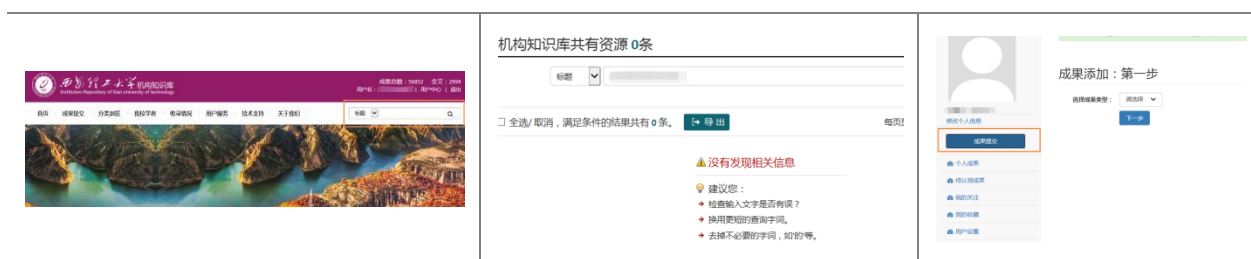 西安理工大学 机构知识库
Institution Repository of Xi'an university of technology
成果总数：56852 全文：2994
用户名： | 用户中心 | 退出
首页 成果提交 分类浏览 院校学者 收录情况 用户服务 技术支持 关于我们
标题
机构知识库共有资源 0条
标题
□ 全选/ 取消，满足条件的结果共有 0 条。 导出
每页
没有发现相关信息
建议您：
检查输入文字是否有误？
换用更短的查询字词。
去掉不必要的字词，如'的'等。
修改个人信息
成果提交
个人成果
待认领成果
我的关注
我的收藏
用户设置
成果添加：第一步
选择成果类型： 请选择
下一步